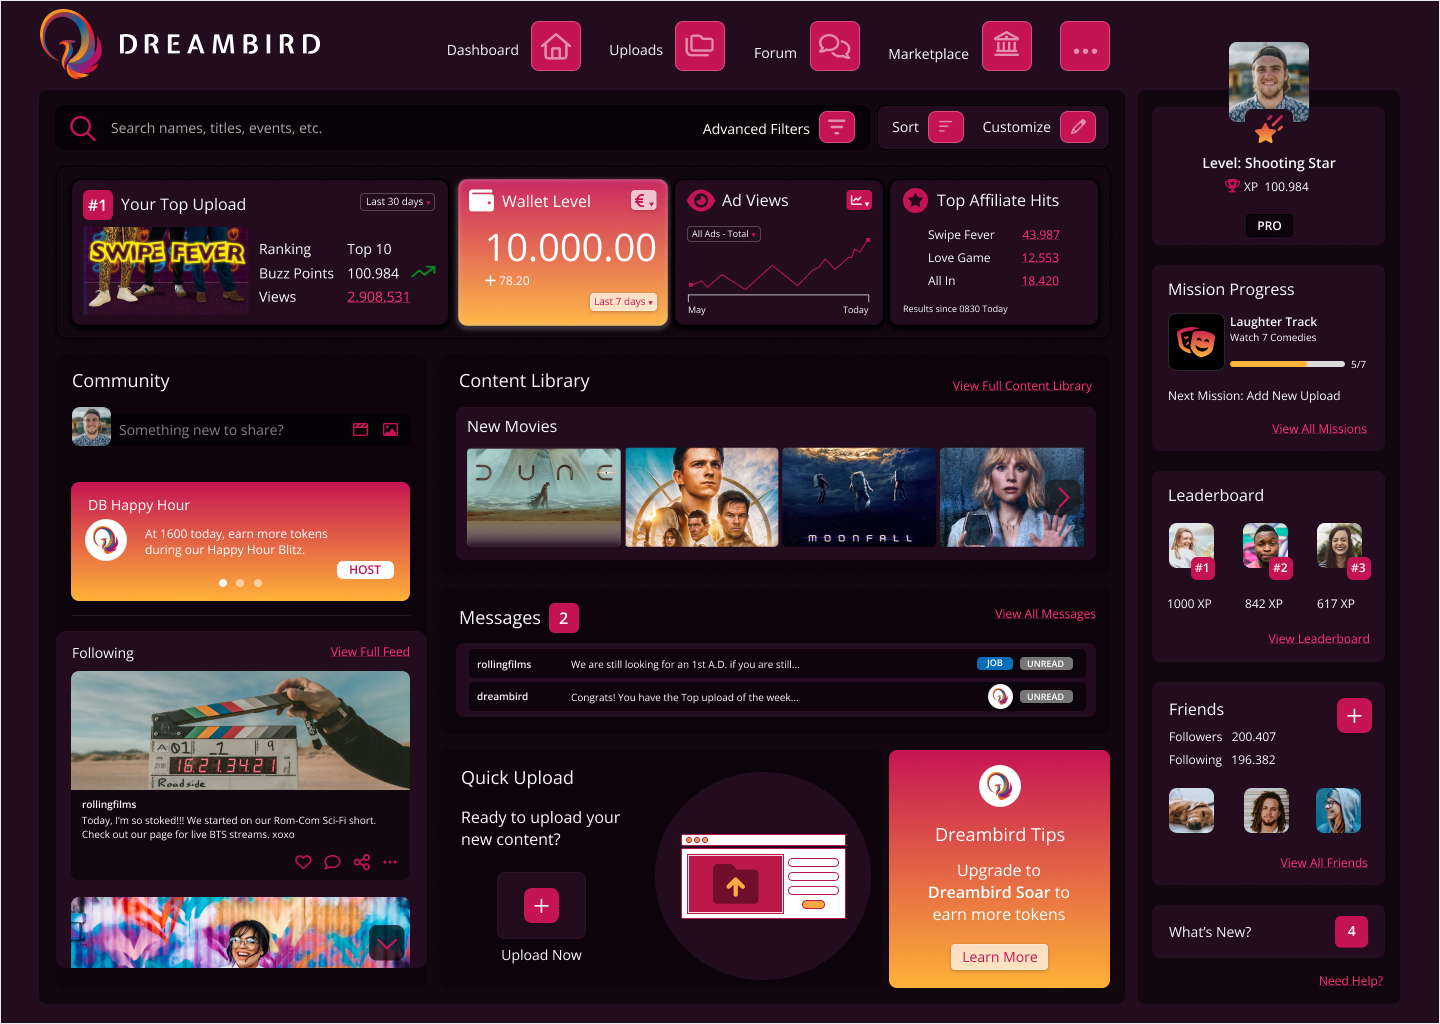 DREAMBIRD
Dashboard
Uploads
Forum
Marketplace
Search names, titles, events, etc.
Advanced Filters
Sort
Customize
#1 Your Top Upload
Last 30 days
SWIPE FEVER
Ranking Top 10
Buzz Points 100.984
Views 2.908.531
Wallet Level
€
10.000.00
+ 78.20
Last 7 days
Ad Views
All Ads - Total
May Today
Top Affiliate Hits
Swipe Fever 43.987
Love Game 12.553
All In 18.420
Results since 0830 Today
Community
Something new to share?
DB Happy Hour
At 1600 today, earn more tokens
during our Happy Hour Blitz.
HOST
Following
View Full Feed
A 01 1 9
16:21:34:21
Roadside
rollingfilms
Today, I'm so stoked!!! We started on our Rom-Com Sci-Fi short.
Check out our page for live BTS streams. xoxo
Content Library
View Full Content Library
New Movies
DUNE
MOONFALL
Messages 2
View All Messages
rollingfilms We are still looking for an 1st A.D. if you are still... JOB UNREAD
dreambird Congrats! You have the Top upload of the week... UNREAD
Quick Upload
Ready to upload your
new content?
Upload Now
Dreambird Tips
Upgrade to
Dreambird Soar to
earn more tokens
Learn More
Level: Shooting Star
XP 100.984
PRO
Mission Progress
Laughter Track
Watch 7 Comedies
5/7
Next Mission: Add New Upload
View All Missions
Leaderboard
#1 #2 #3
1000 XP 842 XP 617 XP
View Leaderboard
Friends
Followers 200.407
Following 196.382
View All Friends
What's New? 4
Need Help?